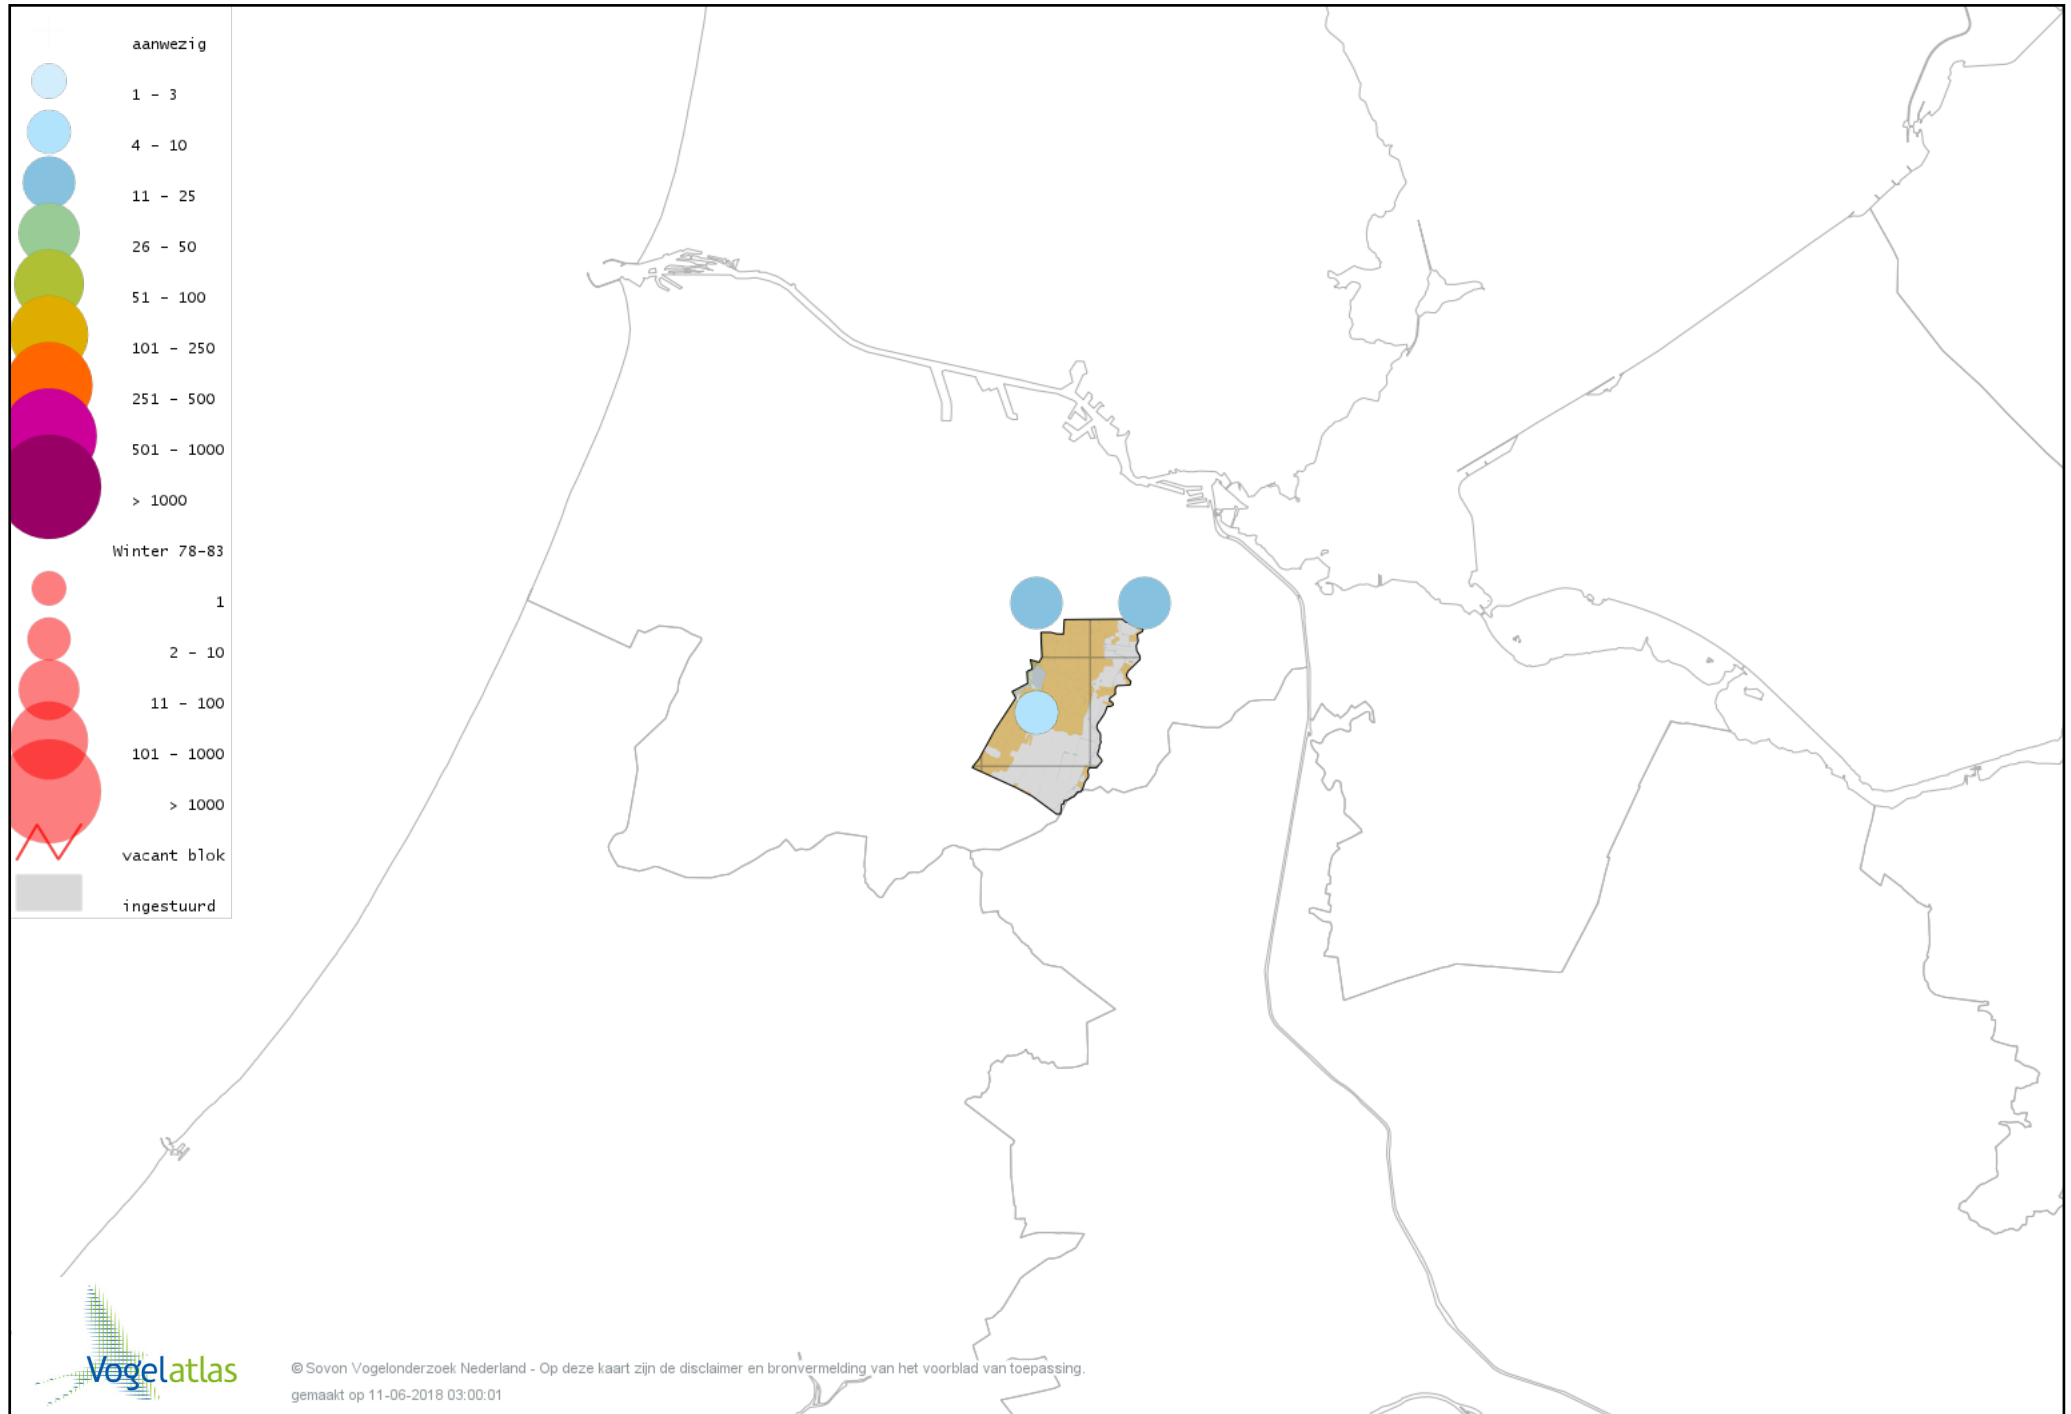 aanwezig
1 - 3
4 - 10
11 - 25
26 - 50
51 - 100
101 - 250
251 - 500
501 - 1000
> 1000
Winter 78-83
1
2 - 10
11 - 100
101 - 1000
> 1000
vacant blok
ingestuurd
Vogelatlas
© Sovon Vogelonderzoek Nederland - Op deze kaart zijn de disclaimer en bronvermelding van het voorblad van toepassing.
gemaakt op 11-06-2018 03:00:01